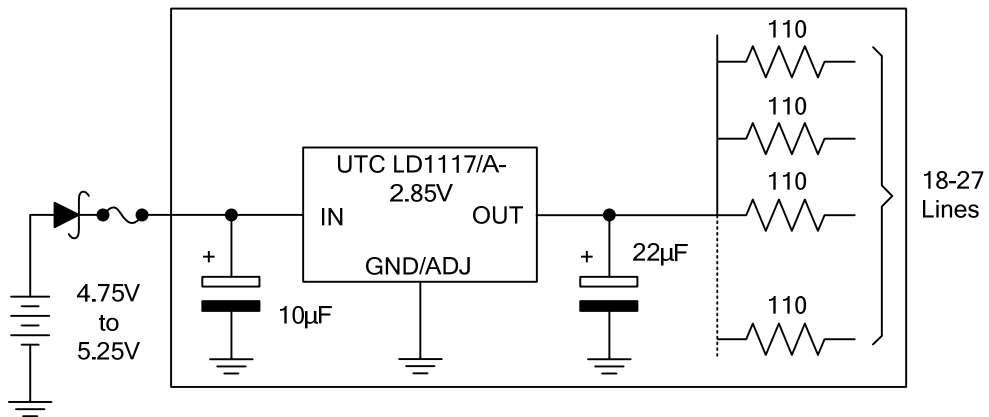 110
110
UTC LD1117/A-
2.85V
110
18-27
Lines
IN
OUT
+
+
22µF
GND/ADJ
4.75V
to
5.25V
10µF
110